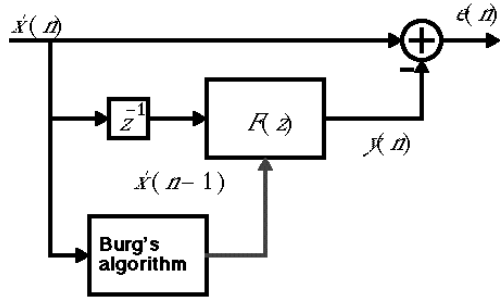 x(n)
e(n)
z⁻¹
F(z)
y(n)
x(n-1)
Burg's
algorithm